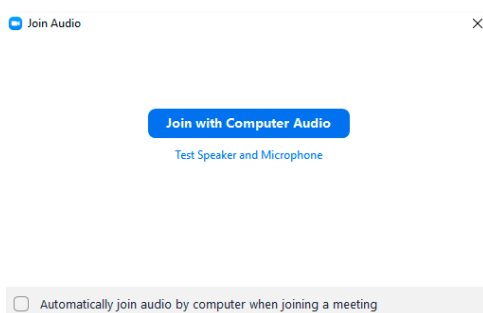 Join Audio
Join with Computer Audio
Test Speaker and Microphone
Automatically join audio by computer when joining a meeting